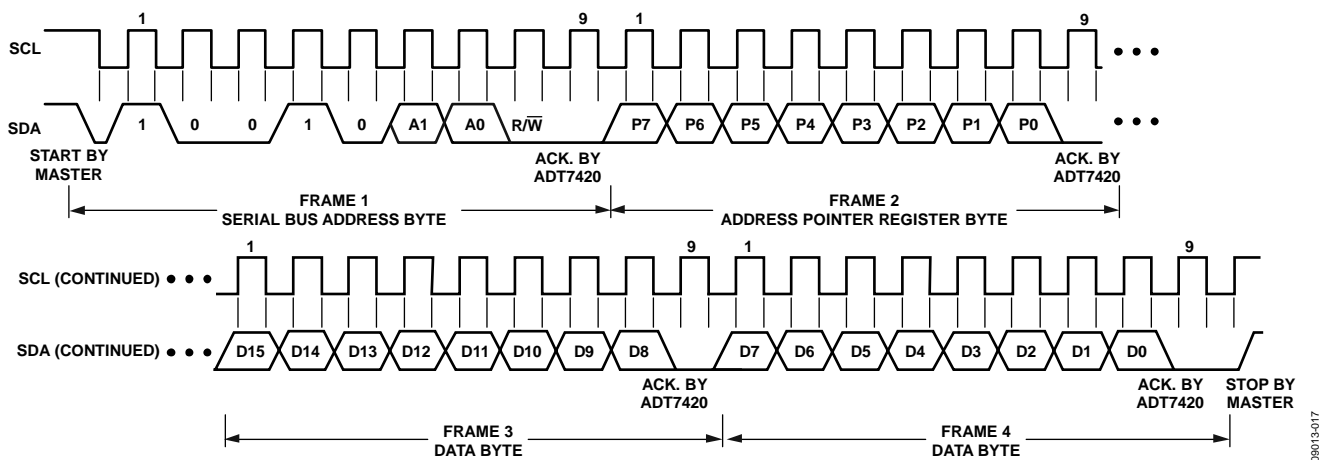 1 9 1 9
SCL
SDA 1 0 0 1 0 A1 A0 R/W̅ P7 P6 P5 P4 P3 P2 P1 P0
START BY MASTER
ACK. BY ADT7420
ACK. BY ADT7420
FRAME 1
SERIAL BUS ADDRESS BYTE
FRAME 2
ADDRESS POINTER REGISTER BYTE
1 9 1 9
SCL (CONTINUED)
SDA (CONTINUED) D15 D14 D13 D12 D11 D10 D9 D8 D7 D6 D5 D4 D3 D2 D1 D0
ACK. BY ADT7420
ACK. BY ADT7420
STOP BY MASTER
FRAME 3
DATA BYTE
FRAME 4
DATA BYTE
09013-017